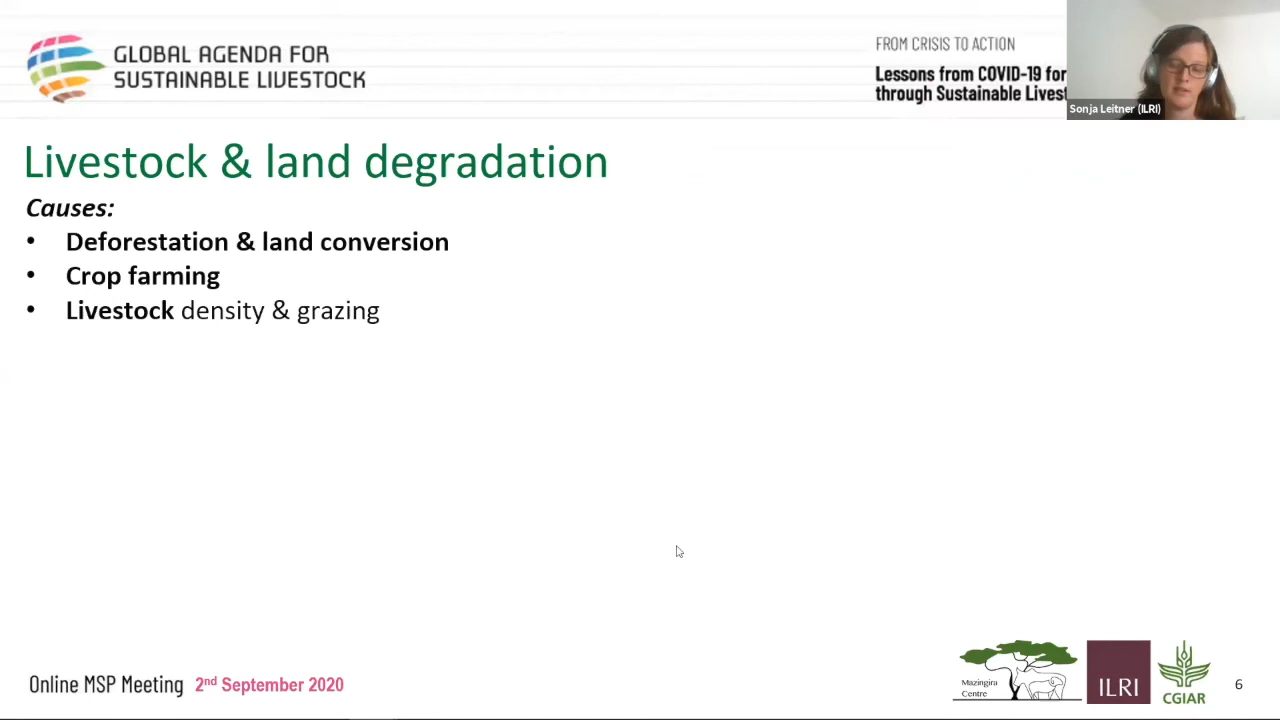 GLOBAL AGENDA FOR
SUSTAINABLE LIVESTOCK
FROM CRISIS TO ACTION
Lessons from COVID-19 for
through Sustainable Livest
Sonja Leitner (ILRI)
Livestock & land degradation
Causes:
• Deforestation & land conversion
• Crop farming
• Livestock density & grazing
Online MSP Meeting 2nd September 2020
Mazingira
Centre
ILRI
CGIAR
6